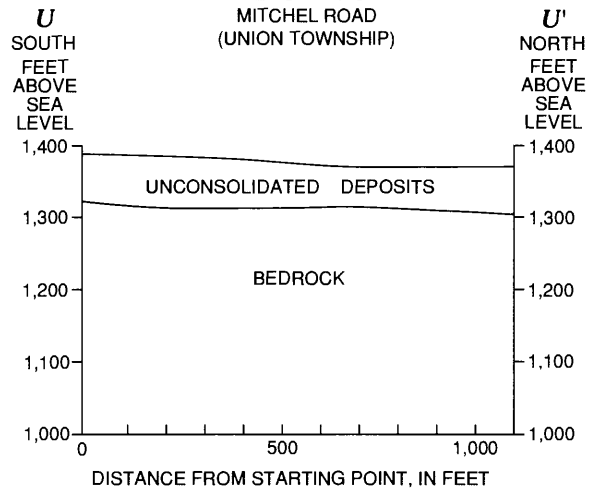 U
SOUTH
FEET
ABOVE
SEA
LEVEL
MITCHEL ROAD
(UNION TOWNSHIP)
U'
NORTH
FEET
ABOVE
SEA
LEVEL
1,400
1,300
1,200
1,100
1,000
UNCONSOLIDATED DEPOSITS
BEDROCK
1,400
1,300
1,200
1,100
1,000
0 500 1,000
DISTANCE FROM STARTING POINT, IN FEET